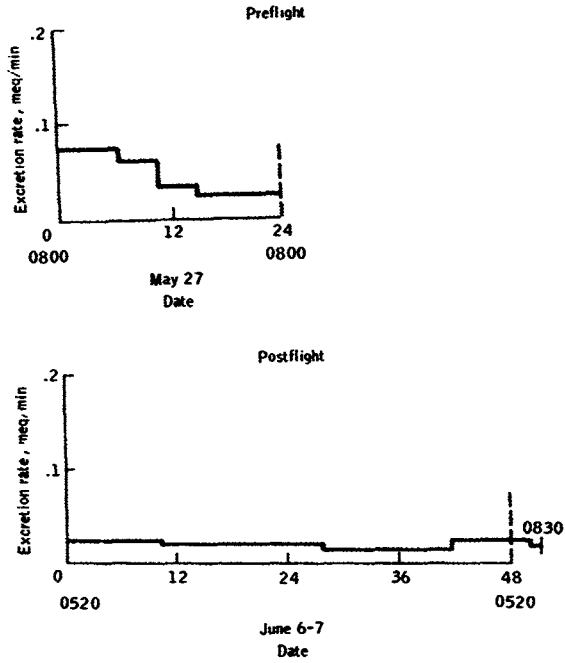 Preflight
.2
.1
0
Excretion rate, meq/min
12
24
0800
0800
May 27
Date
Postflight
.2
.1
0
Excretion rate, meq/min
12
24
36
48
0830
0520
0520
June 6-7
Date